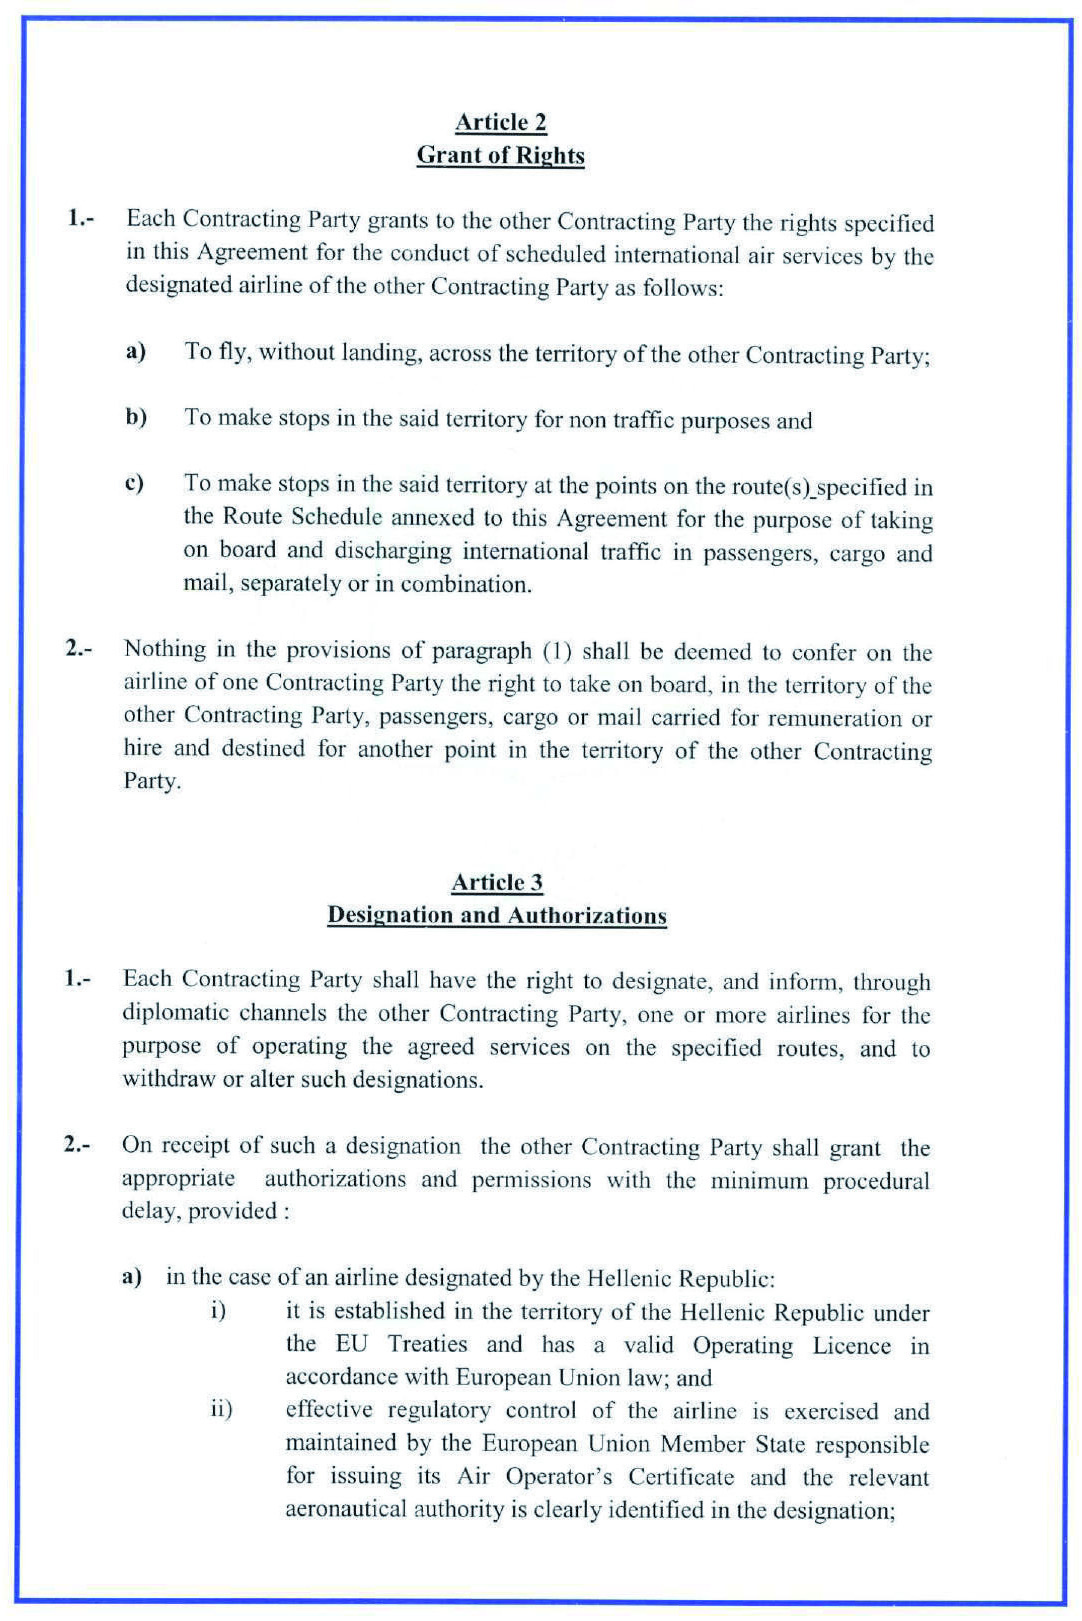 Article 2
Grant of Rights
1.- Each Contracting Party grants to the other Contracting Party the rights specified
in this Agreement for the conduct of scheduled international air services by the
designated airline of the other Contracting Party as follows:
a) To fly, without landing, across the territory of the other Contracting Party;
b) To make stops in the said territory for non traffic purposes and
c) To make stops in the said territory at the points on the route(s) specified in
the Route Schedule annexed to this Agreement for the purpose of taking
on board and discharging international traffic in passengers, cargo and
mail, separately or in combination.
2.- Nothing in the provisions of paragraph (1) shall be deemed to confer on the
airline of one Contracting Party the right to take on board, in the territory of the
other Contracting Party, passengers, cargo or mail carried for remuneration or
hire and destined for another point in the territory of the other Contracting
Party.
Article 3
Designation and Authorizations
1.- Each Contracting Party shall have the right to designate, and inform, through
diplomatic channels the other Contracting Party, one or more airlines for the
purpose of operating the agreed services on the specified routes, and to
withdraw or alter such designations.
2.- On receipt of such a designation the other Contracting Party shall grant the
appropriate authorizations and permissions with the minimum procedural
delay, provided :
a) in the case of an airline designated by the Hellenic Republic:
i) it is established in the territory of the Hellenic Republic under
the EU Treaties and has a valid Operating Licence in
accordance with European Union law; and
ii) effective regulatory control of the airline is exercised and
maintained by the European Union Member State responsible
for issuing its Air Operator's Certificate and the relevant
aeronautical authority is clearly identified in the designation;